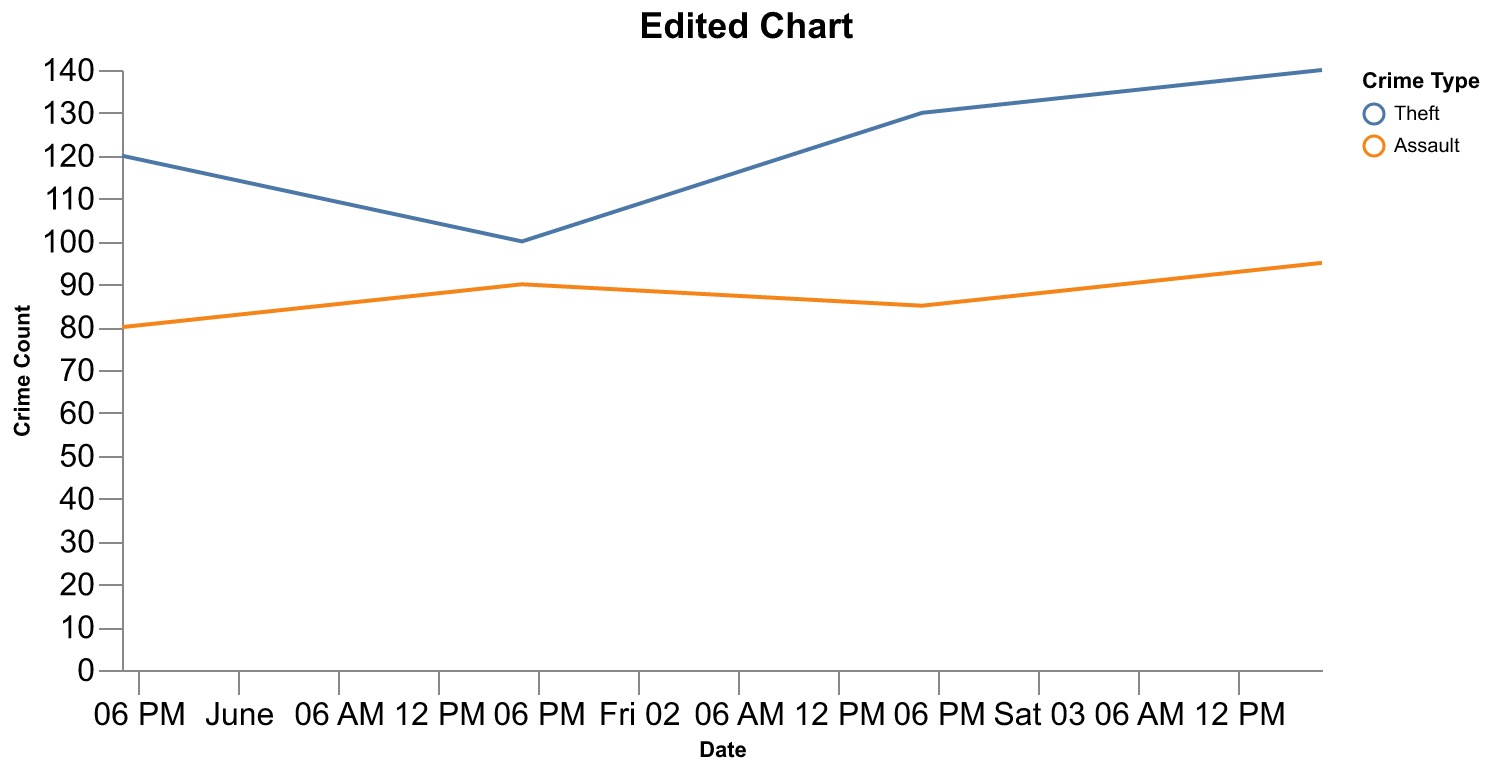 Edited Chart
140
130
120
110
100
90
80
70
60
50
40
30
20
10
0
Crime Count
06 PM June 06 AM 12 PM 06 PM Fri 02 06 AM 12 PM 06 PM Sat 03 06 AM 12 PM
Date
Crime Type
Theft
Assault